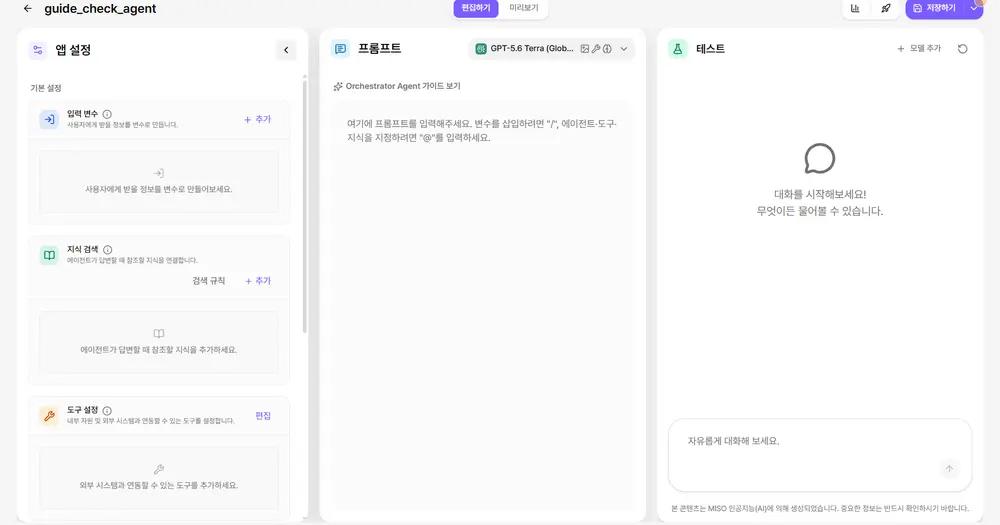 guide_check_agent
편집하기
미리보기
저장하기
앱 설정
기본 설정
입력 변수
사용자에게 받을 정보를 변수로 만듭니다.
+ 추가
사용자에게 받을 정보를 변수로 만들어보세요.
지식 검색
에이전트가 답변할 때 참조할 지식을 연결합니다.
검색 규칙
+ 추가
에이전트가 답변할 때 참조할 지식을 추가하세요.
도구 설정
내부 자원 및 외부 시스템과 연동할 수 있는 도구를 설정합니다.
편집
외부 시스템과 연동할 수 있는 도구를 추가하세요.
프롬프트
GPT-5.6 Terra (Glob...
Orchestrator Agent 가이드 보기
여기에 프롬프트를 입력해주세요. 변수를 삽입하려면 "/", 에이전트·도구·
지식을 지정하려면 "@"를 입력하세요.
테스트
+ 모델 추가
대화를 시작해보세요!
무엇이든 물어볼 수 있습니다.
자유롭게 대화해 보세요.
본 콘텐츠는 MISO 인공지능(AI)에 의해 생성되었습니다. 중요한 정보는 반드시 확인하시기 바랍니다.